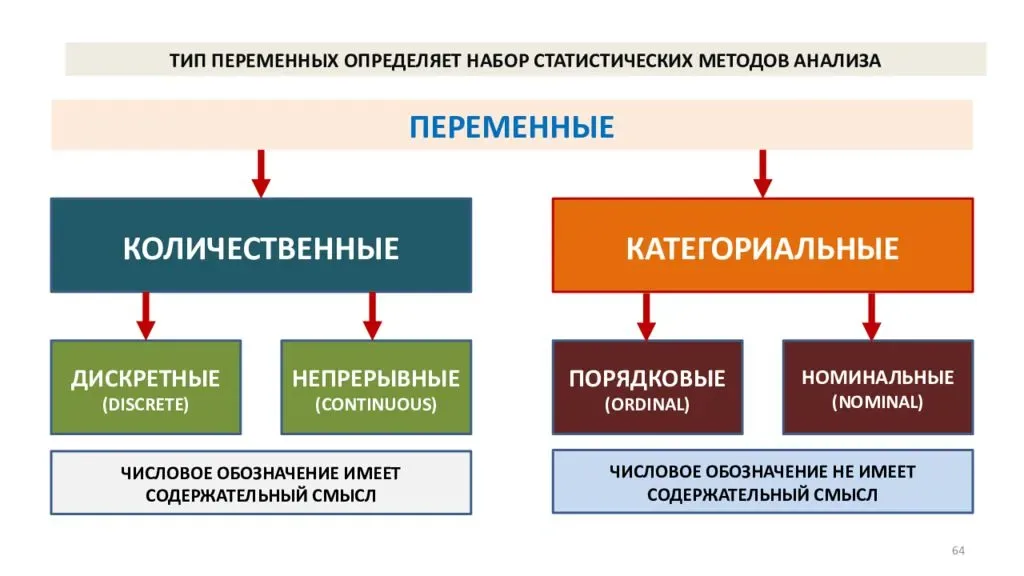 ТИП ПЕРЕМЕННЫХ ОПРЕДЕЛЯЕТ НАБОР СТАТИСТИЧЕСКИХ МЕТОДОВ АНАЛИЗА
ПЕРЕМЕННЫЕ
КОЛИЧЕСТВЕННЫЕ
КАТЕГОРИАЛЬНЫЕ
ДИСКРЕТНЫЕ
(DISCRETE)
НЕПРЕРЫВНЫЕ
(CONTINUOUS)
ПОРЯДКОВЫЕ
(ORDINAL)
НОМИНАЛЬНЫЕ
(NOMINAL)
ЧИСЛОВОЕ ОБОЗНАЧЕНИЕ ИМЕЕТ
СОДЕРЖАТЕЛЬНЫЙ СМЫСЛ
ЧИСЛОВОЕ ОБОЗНАЧЕНИЕ НЕ ИМЕЕТ
СОДЕРЖАТЕЛЬНЫЙ СМЫСЛ
64